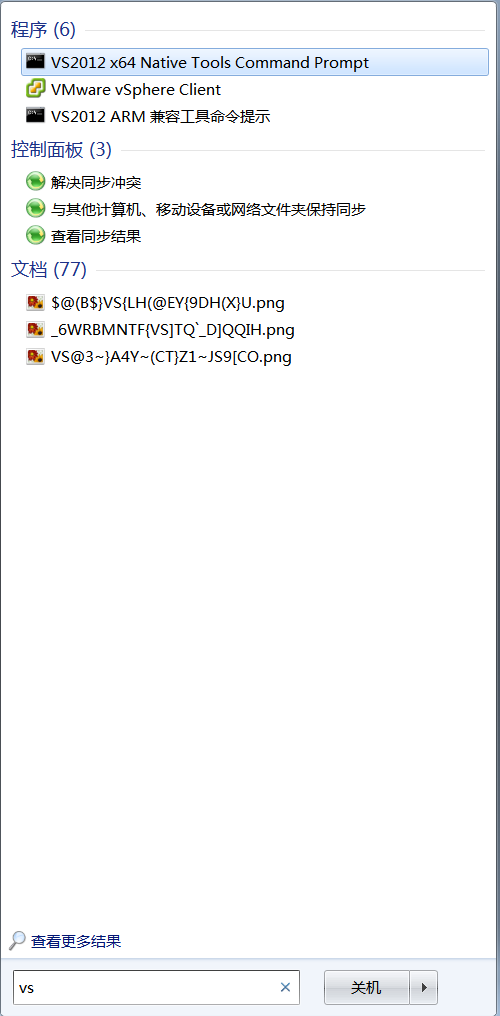 程序 (6)
VS2012 x64 Native Tools Command Prompt
VMware vSphere Client
VS2012 ARM 兼容工具命令提示
控制面板 (3)
解决同步冲突
与其他计算机、移动设备或网络文件夹保持同步
查看同步结果
文档 (77)
$@(B$}VS{LH(@EY{9DH(X}U.png
_6WRBMNTF{VS]TQ`_D]QQIH.png
VS@3~}A4Y~(CT}Z1~JS9[CO.png
查看更多结果
vs
关机